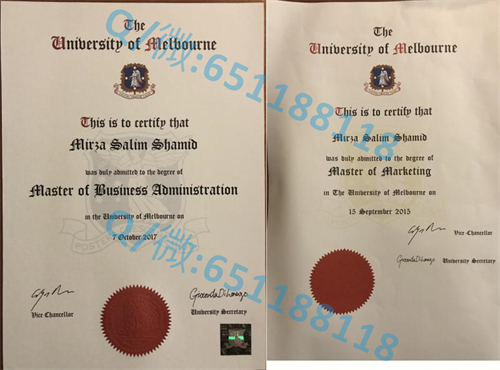 The
University of Melbourne
This is to certify that
Mirza Salim Shamid
was duly admitted to the degree of
Master of Business Administration
in the University of Melbourne on
7 October 2017
Vice Chancellor
University Secretary
The
University of Melbourne
This is to certify that
Mirza Salim Shamid
was duly admitted to the degree of
Master of Marketing
in The University of Melbourne on
15 September 2015
Vice Chancellor
University Secretary
Q/微:651188118
Q/微:651188118